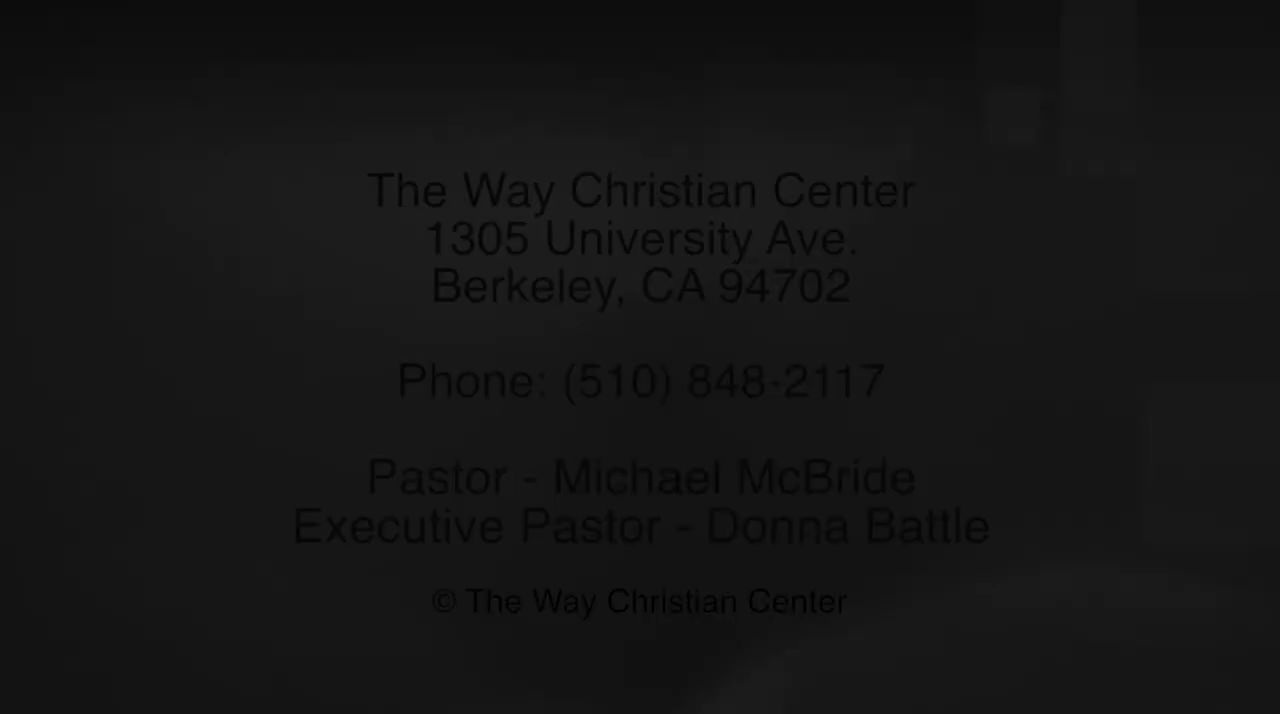 The Way Christian Center
1305 University Ave.
Berkeley, CA 94702
Phone: (510) 848-2117
Pastor - Michael McBride
Executive Pastor - Donna Battle
© The Way Christian Center